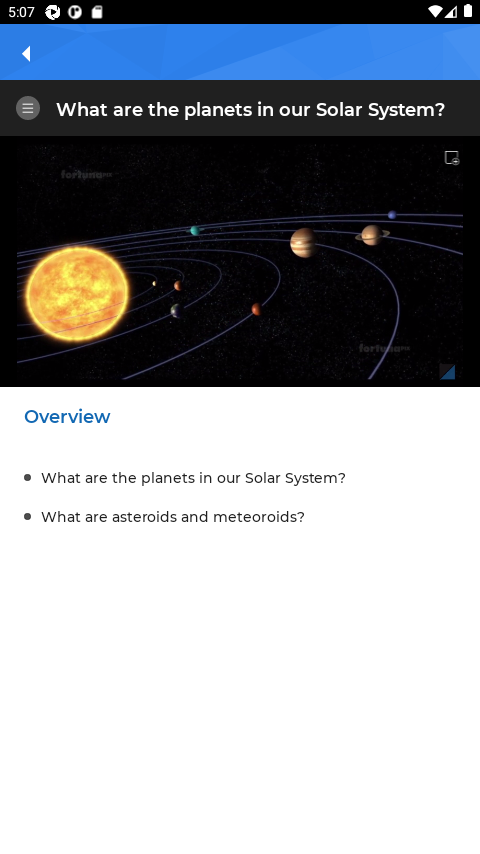 5:07
What are the planets in our Solar System?
fortuna
fortuna
Overview
What are the planets in our Solar System?
What are asteroids and meteoroids?